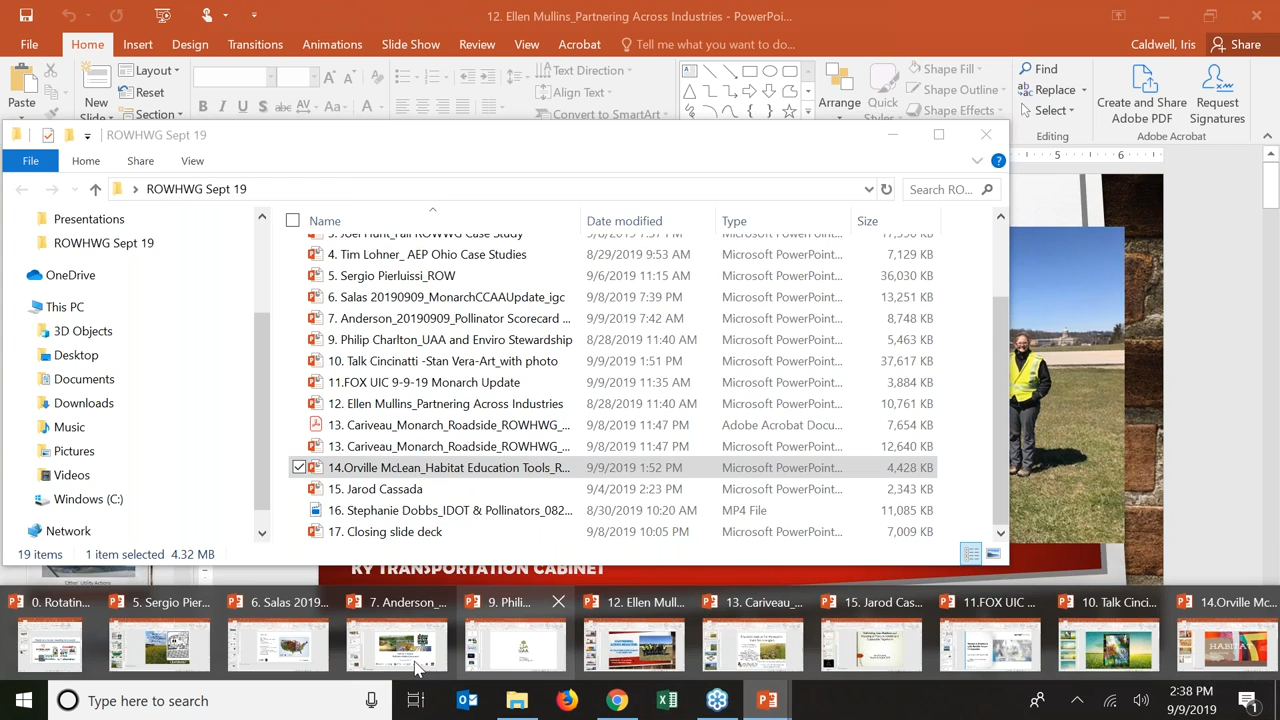 12. Ellen Mullins_Partnering Across Industries - PowerPoi...
File Home Insert Design Transitions Animations Slide Show Review View Acrobat Tell me what you want to do... Caldwell, Iris Share
Paste
New
Slide
Layout
Reset
Section
B I U S abc AV Aa A
Text Direction
Align Text
Convert to SmartArt
Arrange
Quick
Styles
Shape Fill
Shape Outline
Shape Effects
Find
Replace
Select
Editing
Create and Share
Adobe PDF
Request
Signatures
Adobe Acrobat
ROWHWG Sept 19
File Home Share View
ROWHWG Sept 19
Search RO...
5 6
Presentations
ROWHWG Sept 19
OneDrive
This PC
3D Objects
Desktop
Documents
Downloads
Music
Pictures
Videos
Windows (C:)
Network
Name Date modified Type Size
4. Tim Lohner_ AEP Ohio Case Studies 8/29/2019 9:53 AM Microsoft PowerPoint... 7,129 KB
5. Sergio Pierluissi_ROW 9/6/2019 11:15 AM Microsoft PowerPoint... 36,030 KB
6. Salas 20190909_MonarchCCAAUpdate_igc 9/8/2019 7:39 PM Microsoft PowerPoint... 13,251 KB
7. Anderson_20190909_Pollinator Scorecard ... 9/9/2019 7:42 AM Microsoft PowerPoint... 8,748 KB
9. Philip Charlton_UAA and Enviro Stewardship 8/28/2019 11:40 AM Microsoft PowerPoint... 5,463 KB
10. Talk Cincinatti -Stan Vera-Art_with photo 9/9/2019 1:51 PM Microsoft PowerPoint... 37,617 KB
11.FOX UIC 9-9-19 Monarch Update 9/9/2019 11:35 AM Microsoft PowerPoint... 3,884 KB
12. Ellen Mullins_Partnering Across Industries 8/28/2019 11:40 AM Microsoft PowerPoint... 10,761 KB
13. Cariveau_Monarch_Roadside_ROWHWG_... 9/8/2019 11:47 PM Adobe Acrobat Docu... 7,654 KB
13. Cariveau_Monarch_Roadside_ROWHWG_... 9/8/2019 11:47 PM Microsoft PowerPoint... 12,640 KB
14.Orville McLean_Habitat Education Tools_R... 9/9/2019 1:52 PM Microsoft PowerPoint... 4,428 KB
15. Jarod Cassada 9/4/2019 2:23 PM Microsoft PowerPoint... 2,343 KB
16. Stephanie Dobbs_IDOT & Pollinators_082... 8/30/2019 10:20 AM MP4 File 11,085 KB
17. Closing slide deck 9/8/2019 10:05 PM Microsoft PowerPoint... 7,009 KB
19 items 1 item selected 4.32 MB
Other Utility Actions
RY TRANSPORTATION CABINET
0. Rotatin... 5. Sergio Pier... 6. Salas 2019... 7. Anderson_... 9. Phili... 12. Ellen Mull... 13. Cariveau_... 15. Jarod Cas... 11.FOX UIC ... 10. Talk Cinci... 14.Orville Mc...
HABITAT
Type here to search
2:38 PM
9/9/2019
1